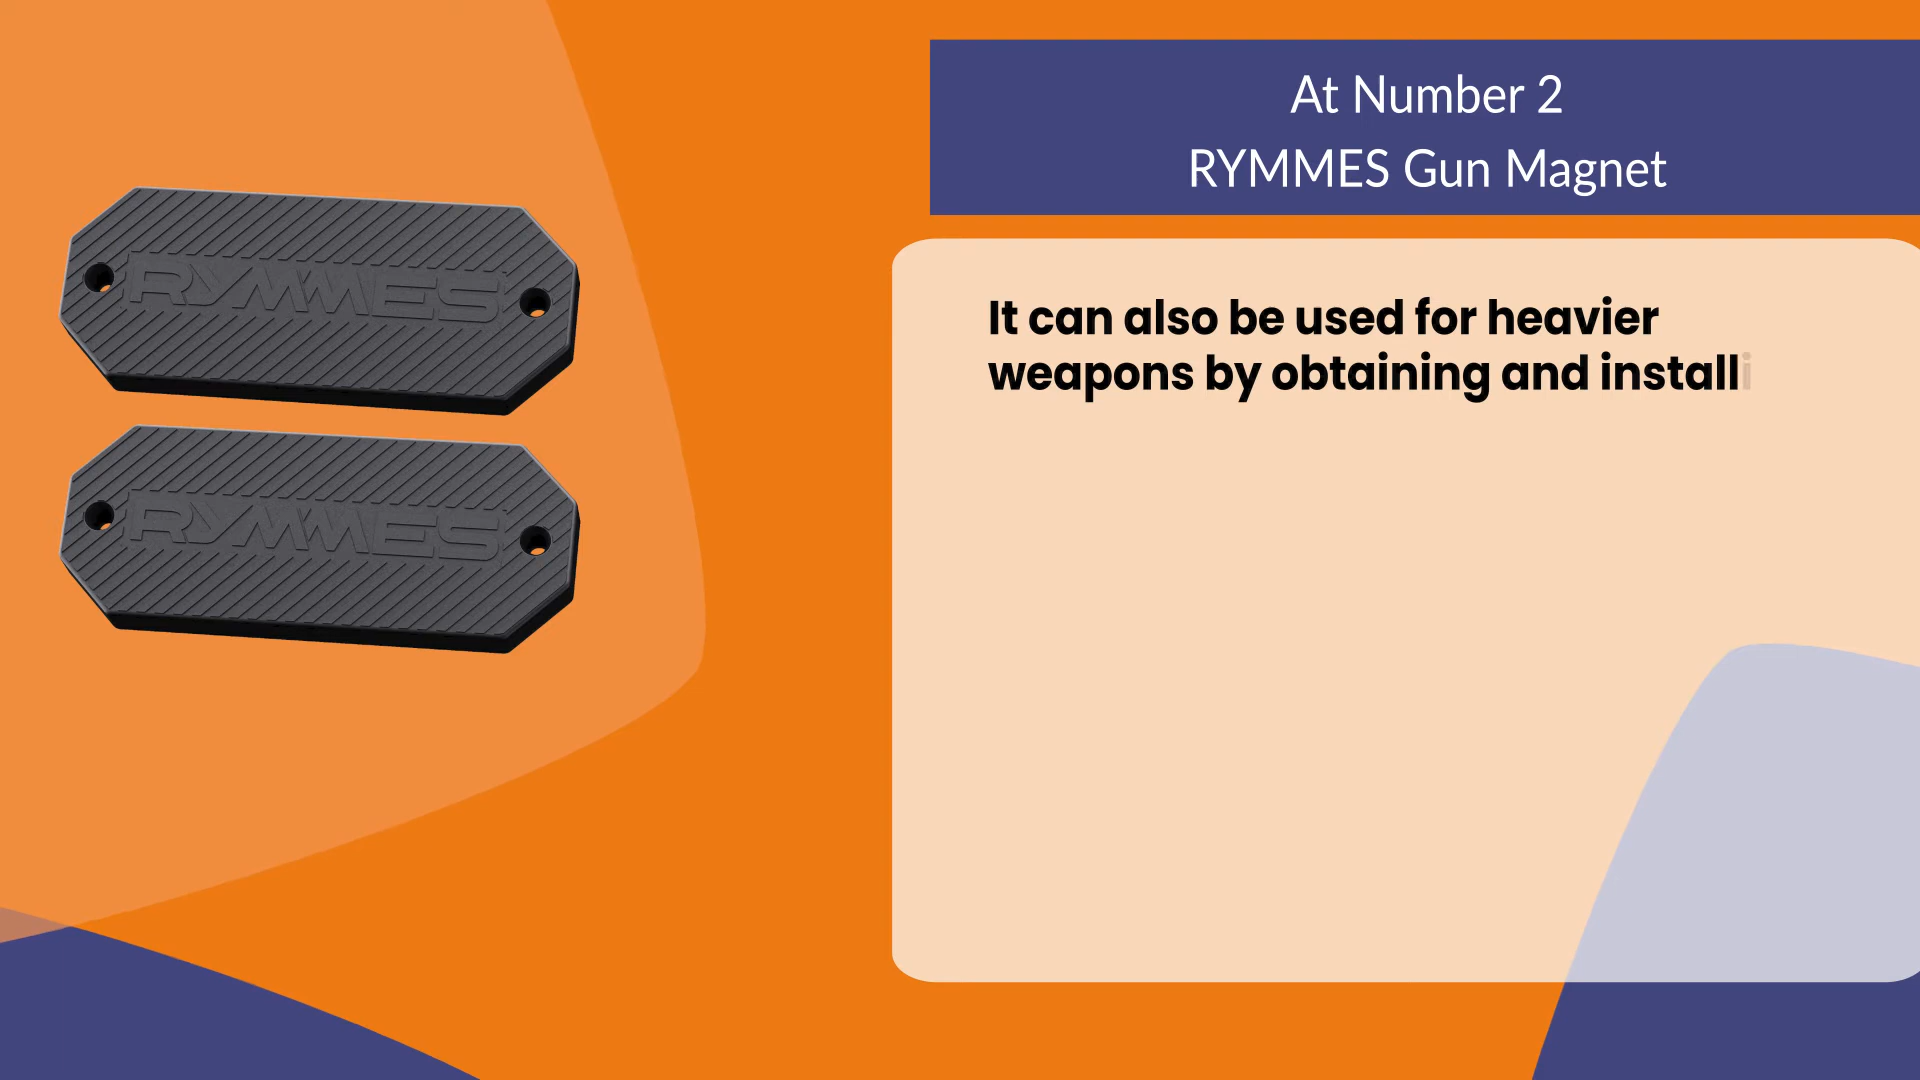 At Number 2
RYMMES Gun Magnet
RYMMES
RYMMES
It can also be used for heavier
weapons by obtaining and installi